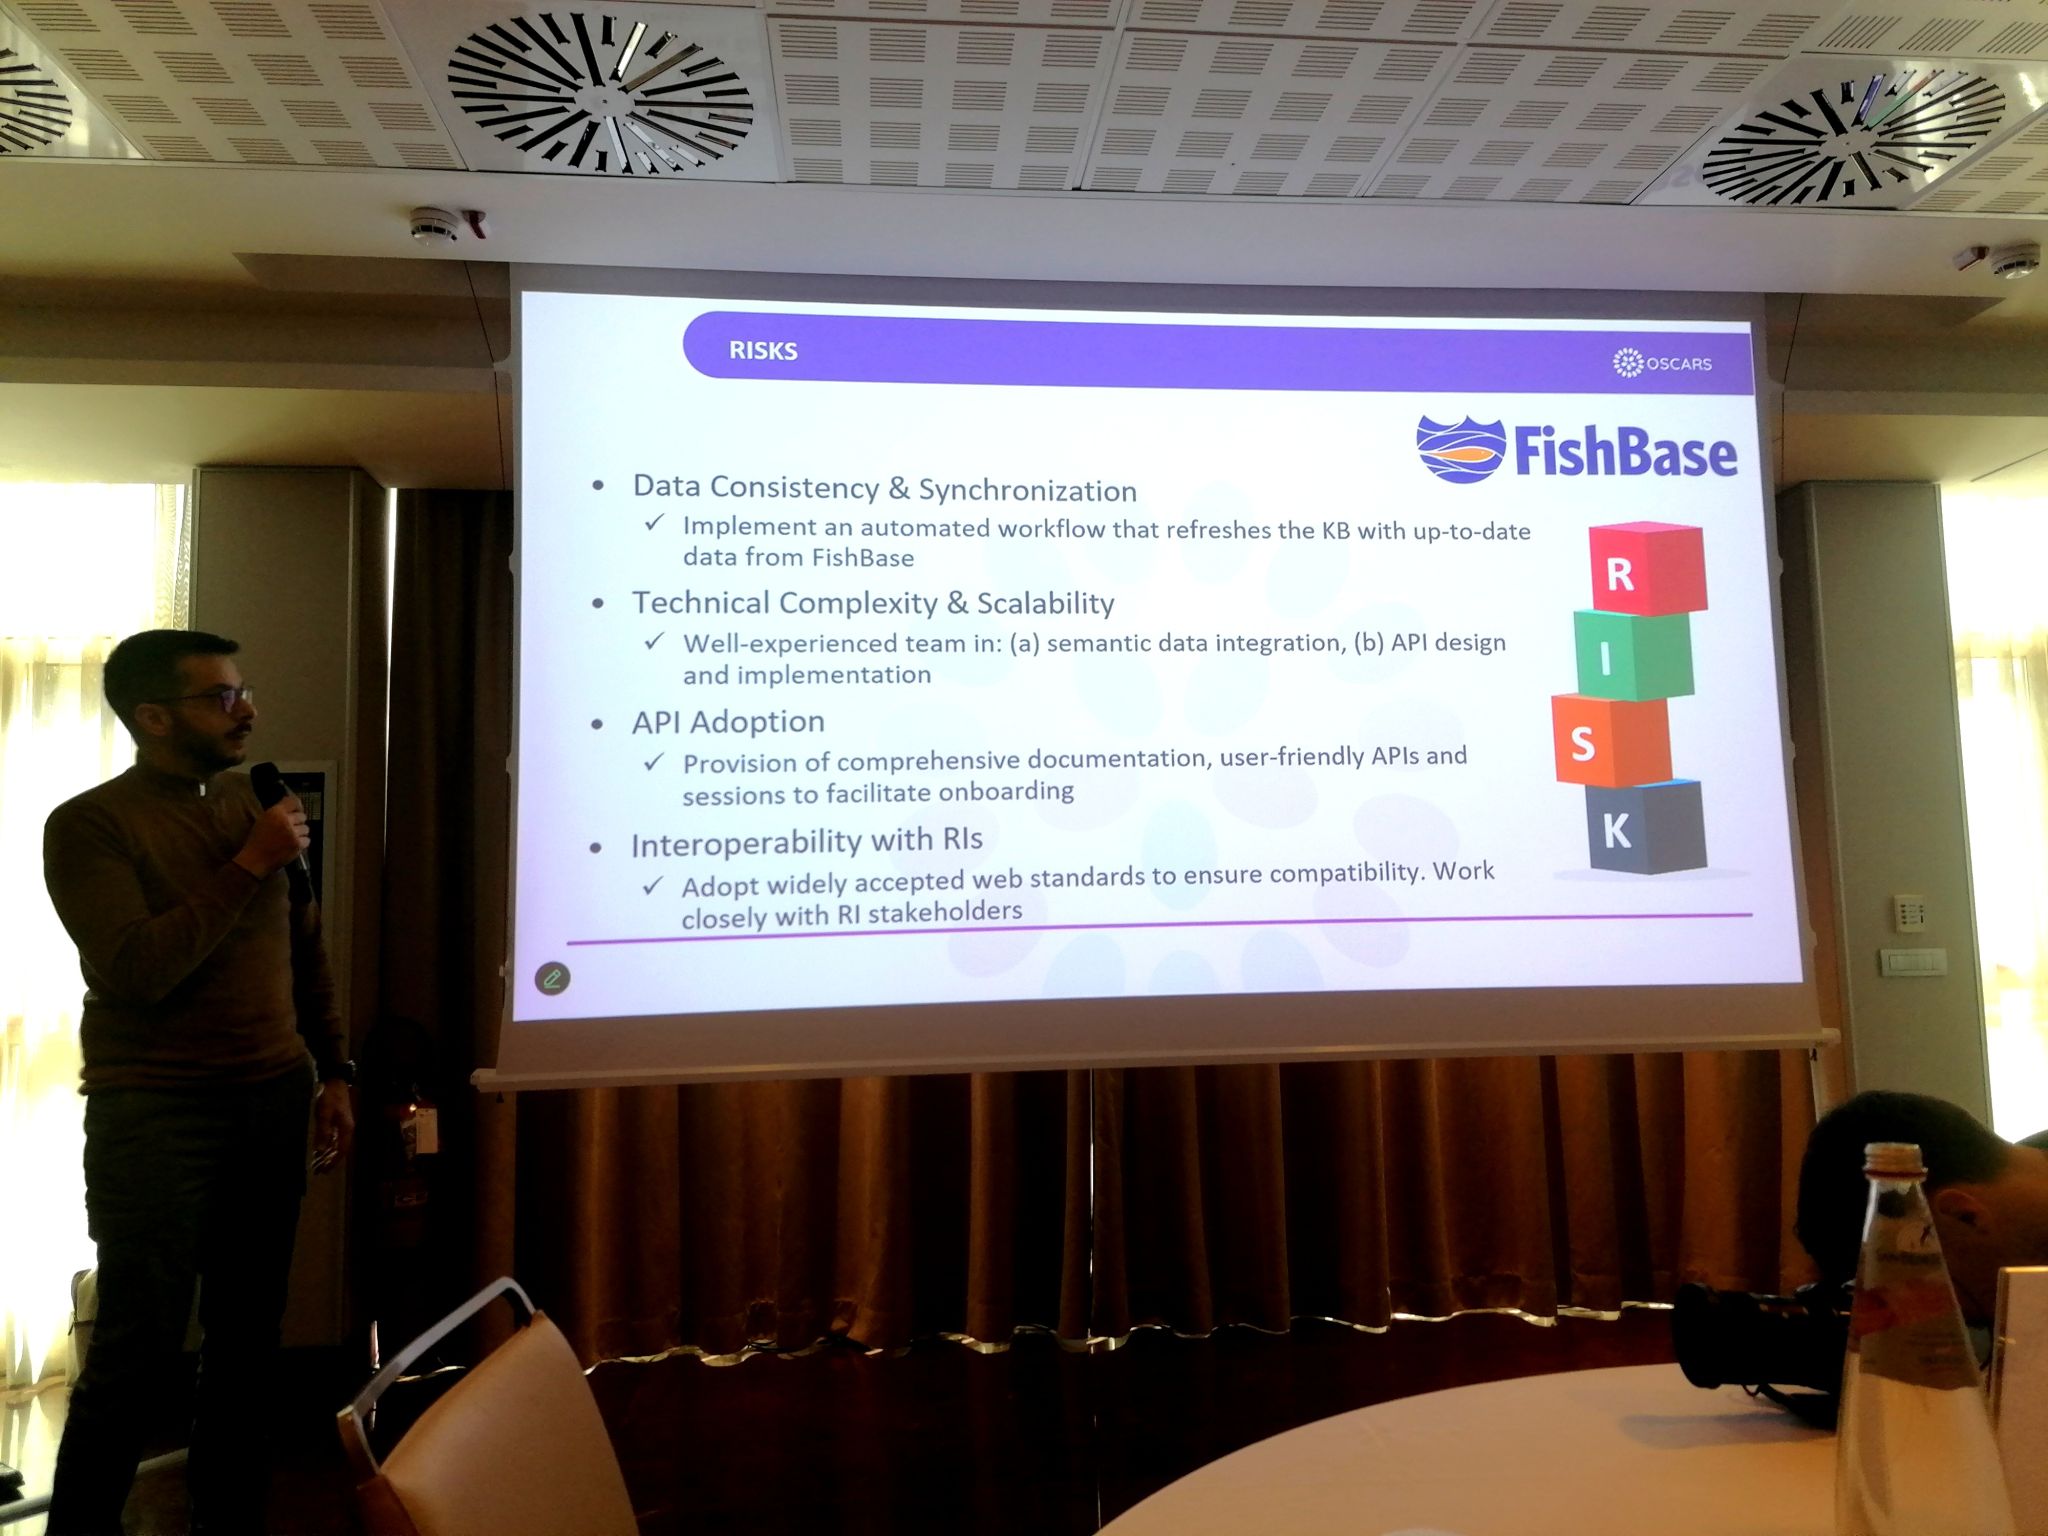 RISKS
OSCARS
FishBase
• Data Consistency & Synchronization
✓ Implement an automated workflow that refreshes the KB with up-to-date
data from FishBase
• Technical Complexity & Scalability
✓ Well-experienced team in: (a) semantic data integration, (b) API design
and implementation
• API Adoption
✓ Provision of comprehensive documentation, user-friendly APIs and
sessions to facilitate onboarding
• Interoperability with RIs
✓ Adopt widely accepted web standards to ensure compatibility. Work
closely with RI stakeholders
R
I
S
K